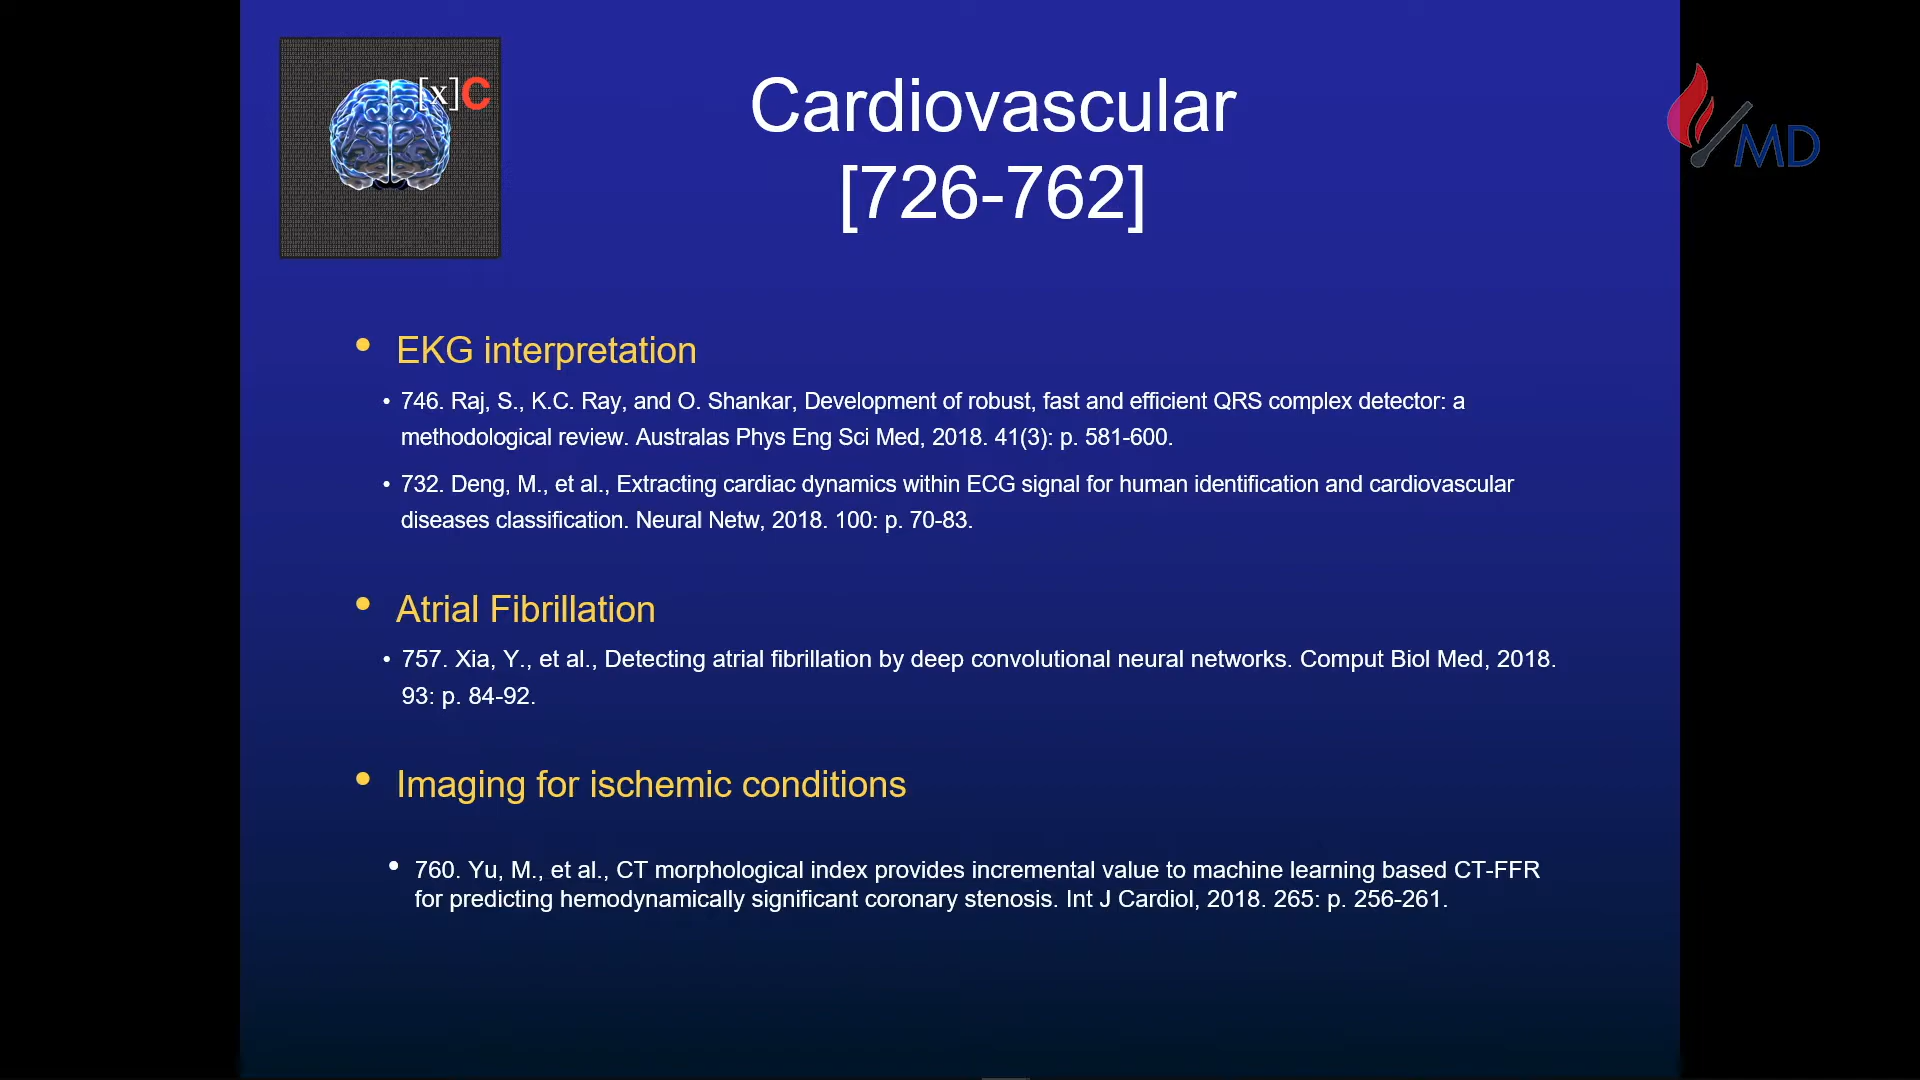 [x]C
Cardiovascular
[726-762]
MD
• EKG interpretation
• 746. Raj, S., K.C. Ray, and O. Shankar, Development of robust, fast and efficient QRS complex detector: a
methodological review. Australas Phys Eng Sci Med, 2018. 41(3): p. 581-600.
• 732. Deng, M., et al., Extracting cardiac dynamics within ECG signal for human identification and cardiovascular
diseases classification. Neural Netw, 2018. 100: p. 70-83.
• Atrial Fibrillation
• 757. Xia, Y., et al., Detecting atrial fibrillation by deep convolutional neural networks. Comput Biol Med, 2018.
93: p. 84-92.
• Imaging for ischemic conditions
• 760. Yu, M., et al., CT morphological index provides incremental value to machine learning based CT-FFR
for predicting hemodynamically significant coronary stenosis. Int J Cardiol, 2018. 265: p. 256-261.